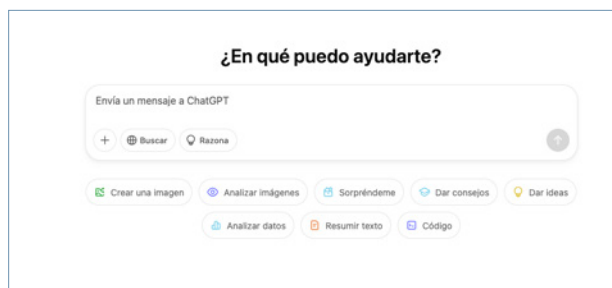 ¿En qué puedo ayudarte?
Envía un mensaje a ChatGPT
Buscar Razona
Crear una imagen Analizar imágenes Sorpréndeme Dar consejos Dar ideas
Analizar datos Resumir texto Código